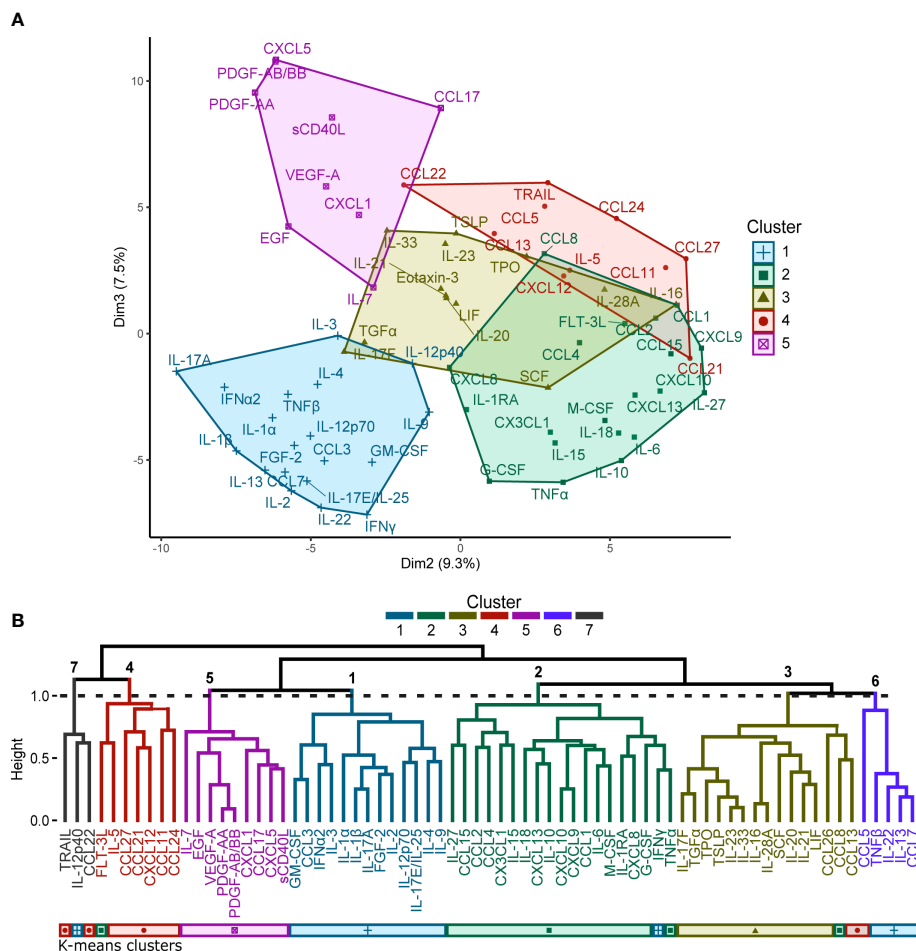 A
CXCL5
PDGF-AB/BB
PDGF-AA
CCL17
sCD40L
VEGF-A
CXCL1
EGF
IL-7
CCL22
TRAIL
CCL24
CCL5
CCL13
CCL8
CCL27
IL-5
CCL11
CXCL12
TSLP
IL-33
IL-23
TPO
IL-21
Eotaxin-3
IL-28A
IL-16
LIF
IL-20
TGFα
IL-17F
SCF
FLT-3L
CCL2
CCL1
CXCL9
CCL15
CCL4
CCL21
CXCL8
CXCL10
IL-1RA
CXCL13
IL-27
M-CSF
CX3CL1
IL-18
IL-6
IL-15
IL-10
G-CSF
TNFα
IL-3
IL-12p40
IL-17A
IL-4
IFNα2
TNFβ
IL-1α
IL-12p70
IL-9
IL-1β
FGF-2
CCL3
GM-CSF
IL-13
CCL7
IL-17E/IL-25
IL-2
IL-22
IFNγ
10
5
0
-5
Dim3 (7.5%)
-10
-5
0
5
Dim2 (9.3%)
Cluster
1
2
3
4
5
B
Cluster
1 2 3 4 5 6 7
7 4 5 1 2 3 6
1.0
0.5
0.0
Height
TRAIL
IL-12p40
CCL22
FLT-3L
IL-5
CCL27
CCL21
CXCL12
CCL11
CCL24
IL-7
EGF
VEGF-A
PDGF-AA
PDGF-AB/BB
CXCL1
CCL17
CXCL5
sCD40L
GM-CSF
CCL3
IFNα2
IL-3
IL-1α
IL-1β
IL-17A
FGF-2
IL-2
IL-12p70
IL-17E/IL-25
IL-4
IL-9
IL-27
CCL15
CCL2
CCL4
CX3CL1
IL-15
IL-18
CXCL13
IL-10
CXCL10
CXCL9
CCL1
IL-6
M-CSF
IL-1RA
CXCL8
G-CSF
IFNγ
TNFα
IL-17F
TGFα
TPO
TSLP
IL-23
IL-33
IL-16
IL-28A
SCF
IL-20
IL-21
LIF
CCL26
CCL8
CCL13
CCL5
TNFβ
IL-22
IL-13
CCL7
K-means clusters